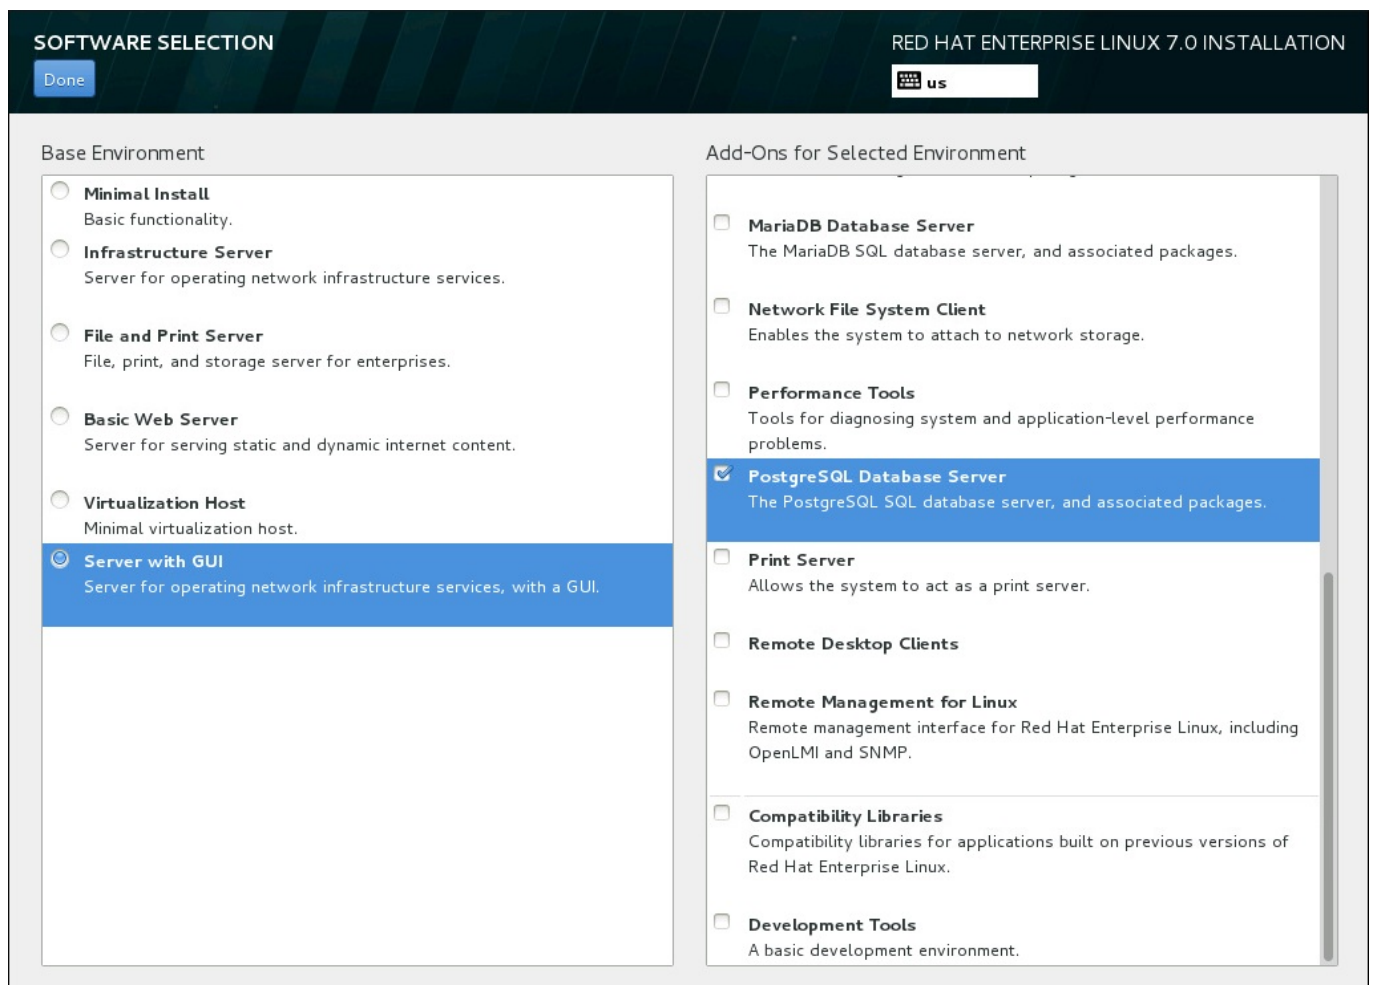 SOFTWARE SELECTION
RED HAT ENTERPRISE LINUX 7.0 INSTALLATION
Done
us
Base Environment
Minimal Install
Basic functionality.
Infrastructure Server
Server for operating network infrastructure services.
File and Print Server
File, print, and storage server for enterprises.
Basic Web Server
Server for serving static and dynamic internet content.
Virtualization Host
Minimal virtualization host.
Server with GUI
Server for operating network infrastructure services, with a GUI.
Add-Ons for Selected Environment
MariaDB Database Server
The MariaDB SQL database server, and associated packages.
Network File System Client
Enables the system to attach to network storage.
Performance Tools
Tools for diagnosing system and application-level performance
problems.
PostgreSQL Database Server
The PostgreSQL SQL database server, and associated packages.
Print Server
Allows the system to act as a print server.
Remote Desktop Clients
Remote Management for Linux
Remote management interface for Red Hat Enterprise Linux, including
OpenLMI and SNMP.
Compatibility Libraries
Compatibility libraries for applications built on previous versions of
Red Hat Enterprise Linux.
Development Tools
A basic development environment.